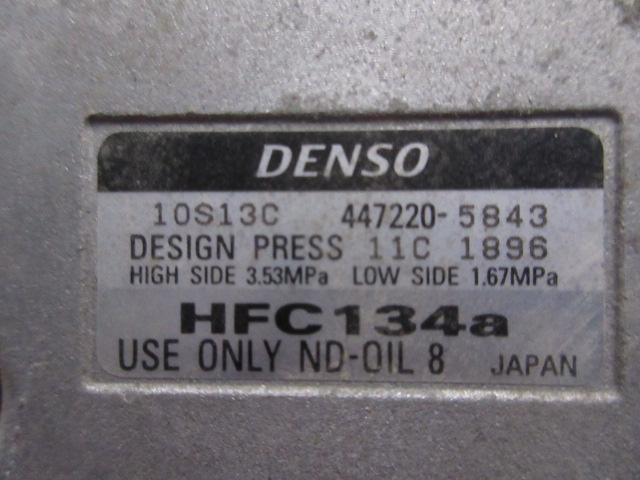 DENSO
10S13C 447220-5843
DESIGN PRESS 11C 1896
HIGH SIDE 3.53MPa LOW SIDE 1.67MPa
HFC134a
USE ONLY ND-OIL 8 JAPAN